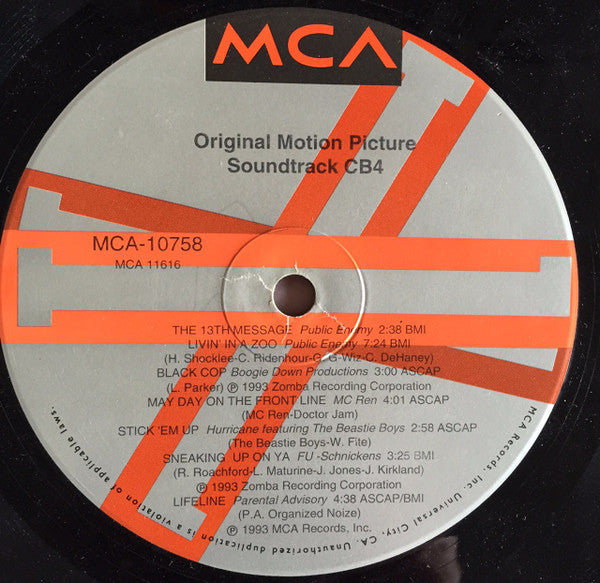 MCA
Original Motion Picture
Soundtrack CB4
MCA-10758
MCA 11616
THE 13TH MESSAGE Public Enemy 2:38 BMI
LIVIN' IN A ZOO Public Enemy 7:24 BMI
(H. Shocklee-C. Ridenhour-G. G-Wiz-C. DeHaney)
BLACK COP Boogie Down Productions 3:00 ASCAP
(L. Parker) Ⓟ 1993 Zomba Recording Corporation
MAY DAY ON THE FRONT LINE MC Ren 4:01 ASCAP
(MC Ren-Doctor Jam)
STICK 'EM UP Hurricane featuring The Beastie Boys 2:58 ASCAP
(The Beastie Boys-W. Fite)
SNEAKING UP ON YA FU -Schnickens 3:25 BMI
(R. Roachford-L. Maturine-J. Jones-J. Kirkland)
Ⓟ 1993 Zomba Recording Corporation
LIFELINE Parental Advisory 4:38 ASCAP/BMI
(P.A. Organized Noize)
Ⓟ 1993 MCA Records, Inc.
MCA Records, Inc. Universal City, CA. Unauthorized duplication is a violation of applicable laws.